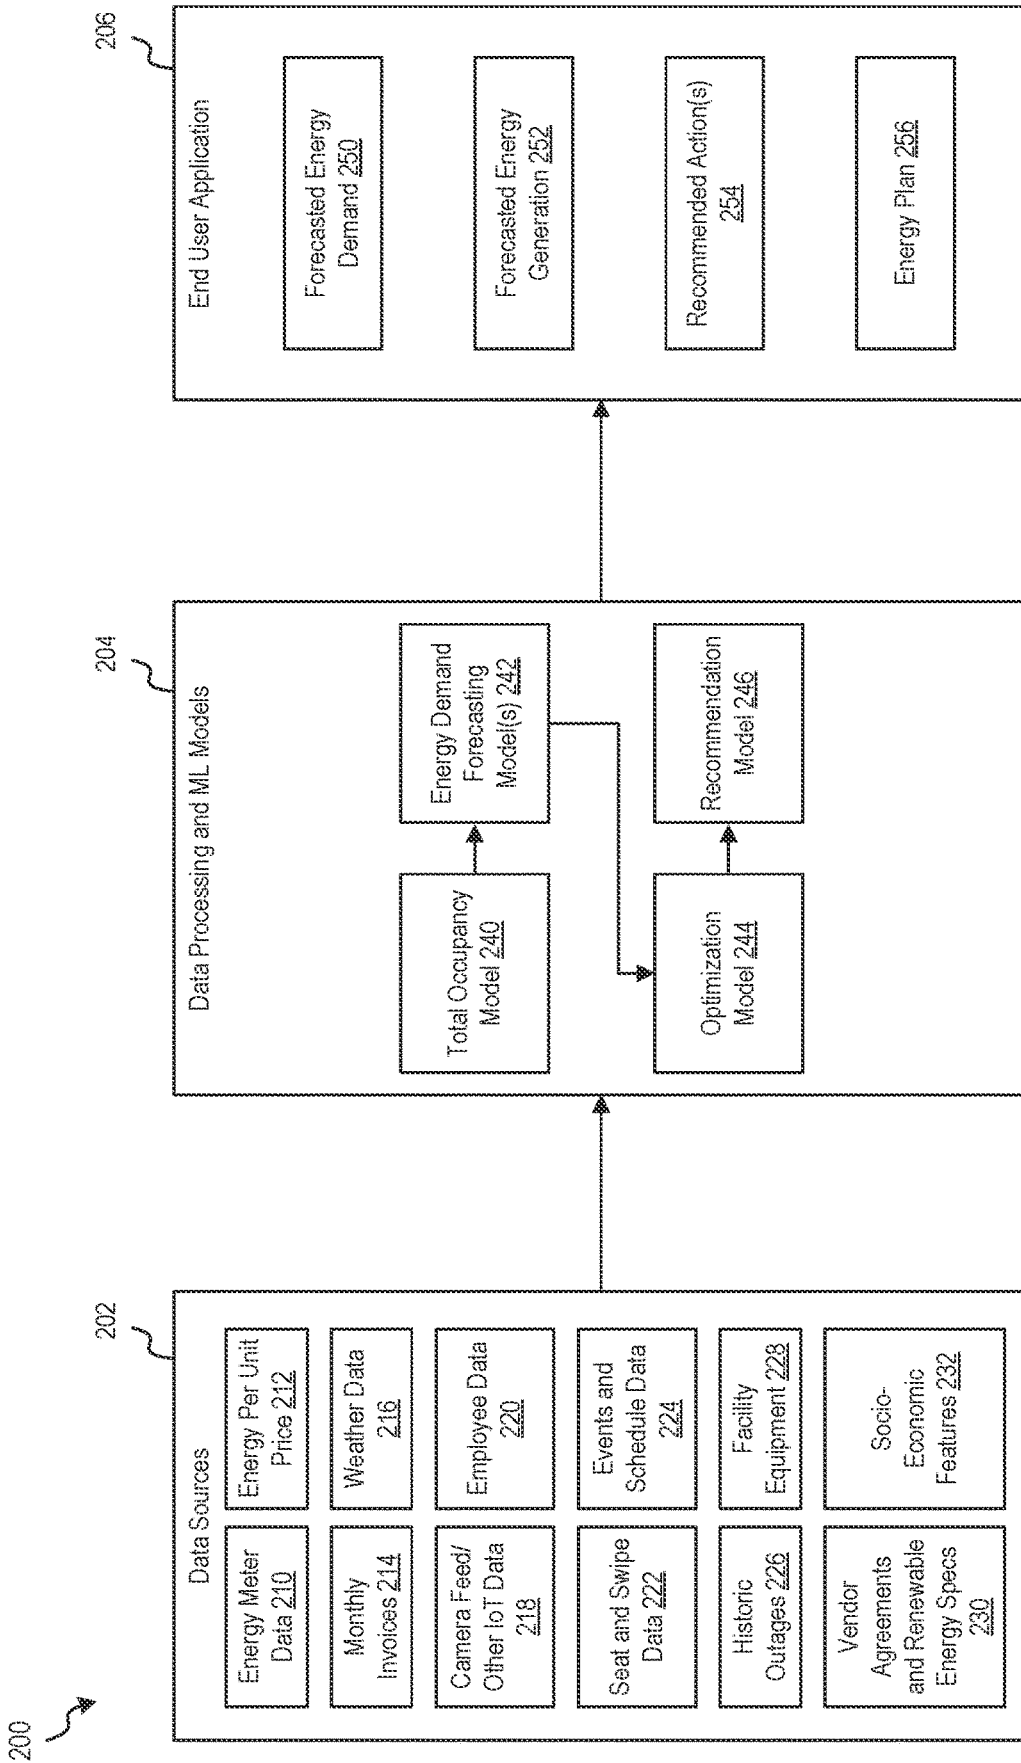 200
202
Data Sources
Energy Meter
Data 210
Energy Per Unit
Price 212
Monthly
Invoices 214
Weather Data
216
Camera Feed/
Other IoT Data
218
Employee Data
220
Seat and Swipe
Data 222
Events and
Schedule Data
224
Historic
Outages 226
Facility
Equipment 228
Vendor
Agreements
and Renewable
Energy Specs
230
Socio-
Economic
Features 232
204
Data Processing and ML Models
Total Occupancy
Model 240
Energy Demand
Forecasting
Model(s) 242
Optimization
Model 244
Recommendation
Model 246
206
End User Application
Forecasted Energy
Demand 250
Forecasted Energy
Generation 252
Recommended Action(s)
254
Energy Plan 256